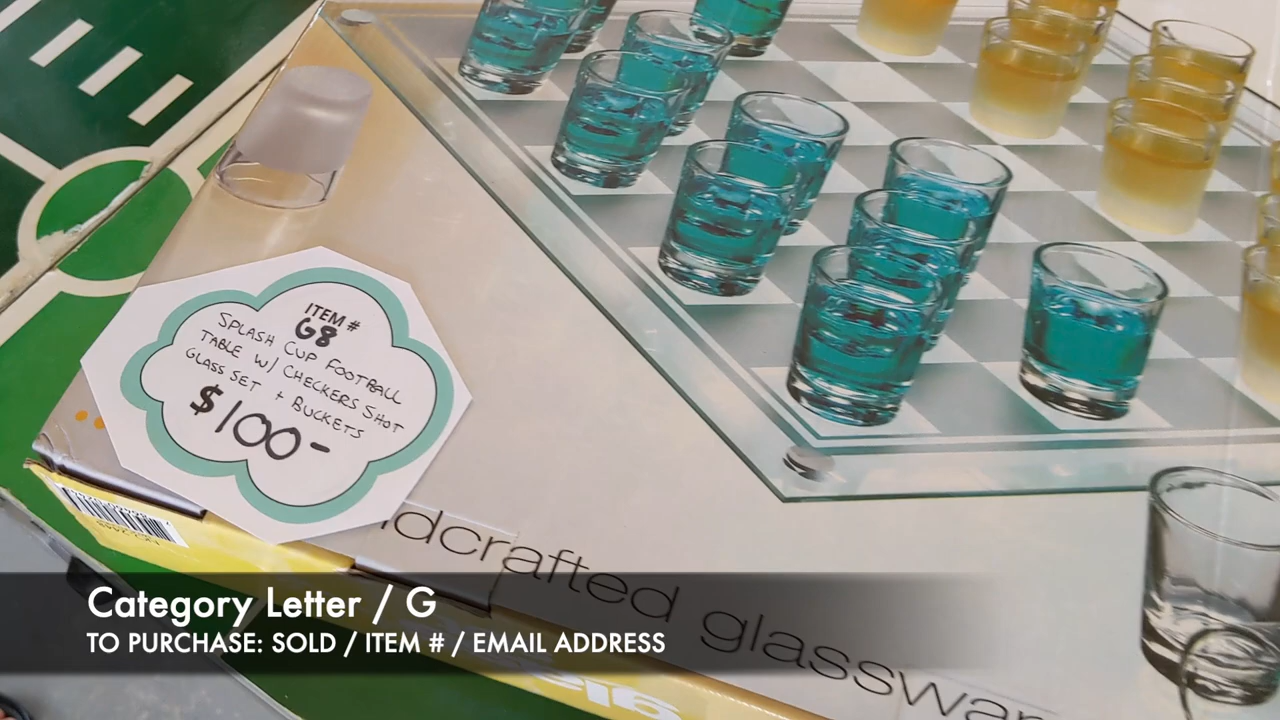 ITEM #
G8
SPLASH CUP FOOTBALL
TABLE W/ CHECKERS SHOT
GLASS SET + BUCKETS
$100-
ndcrafted glasswar
Category Letter / G
TO PURCHASE: SOLD / ITEM # / EMAIL ADDRESS